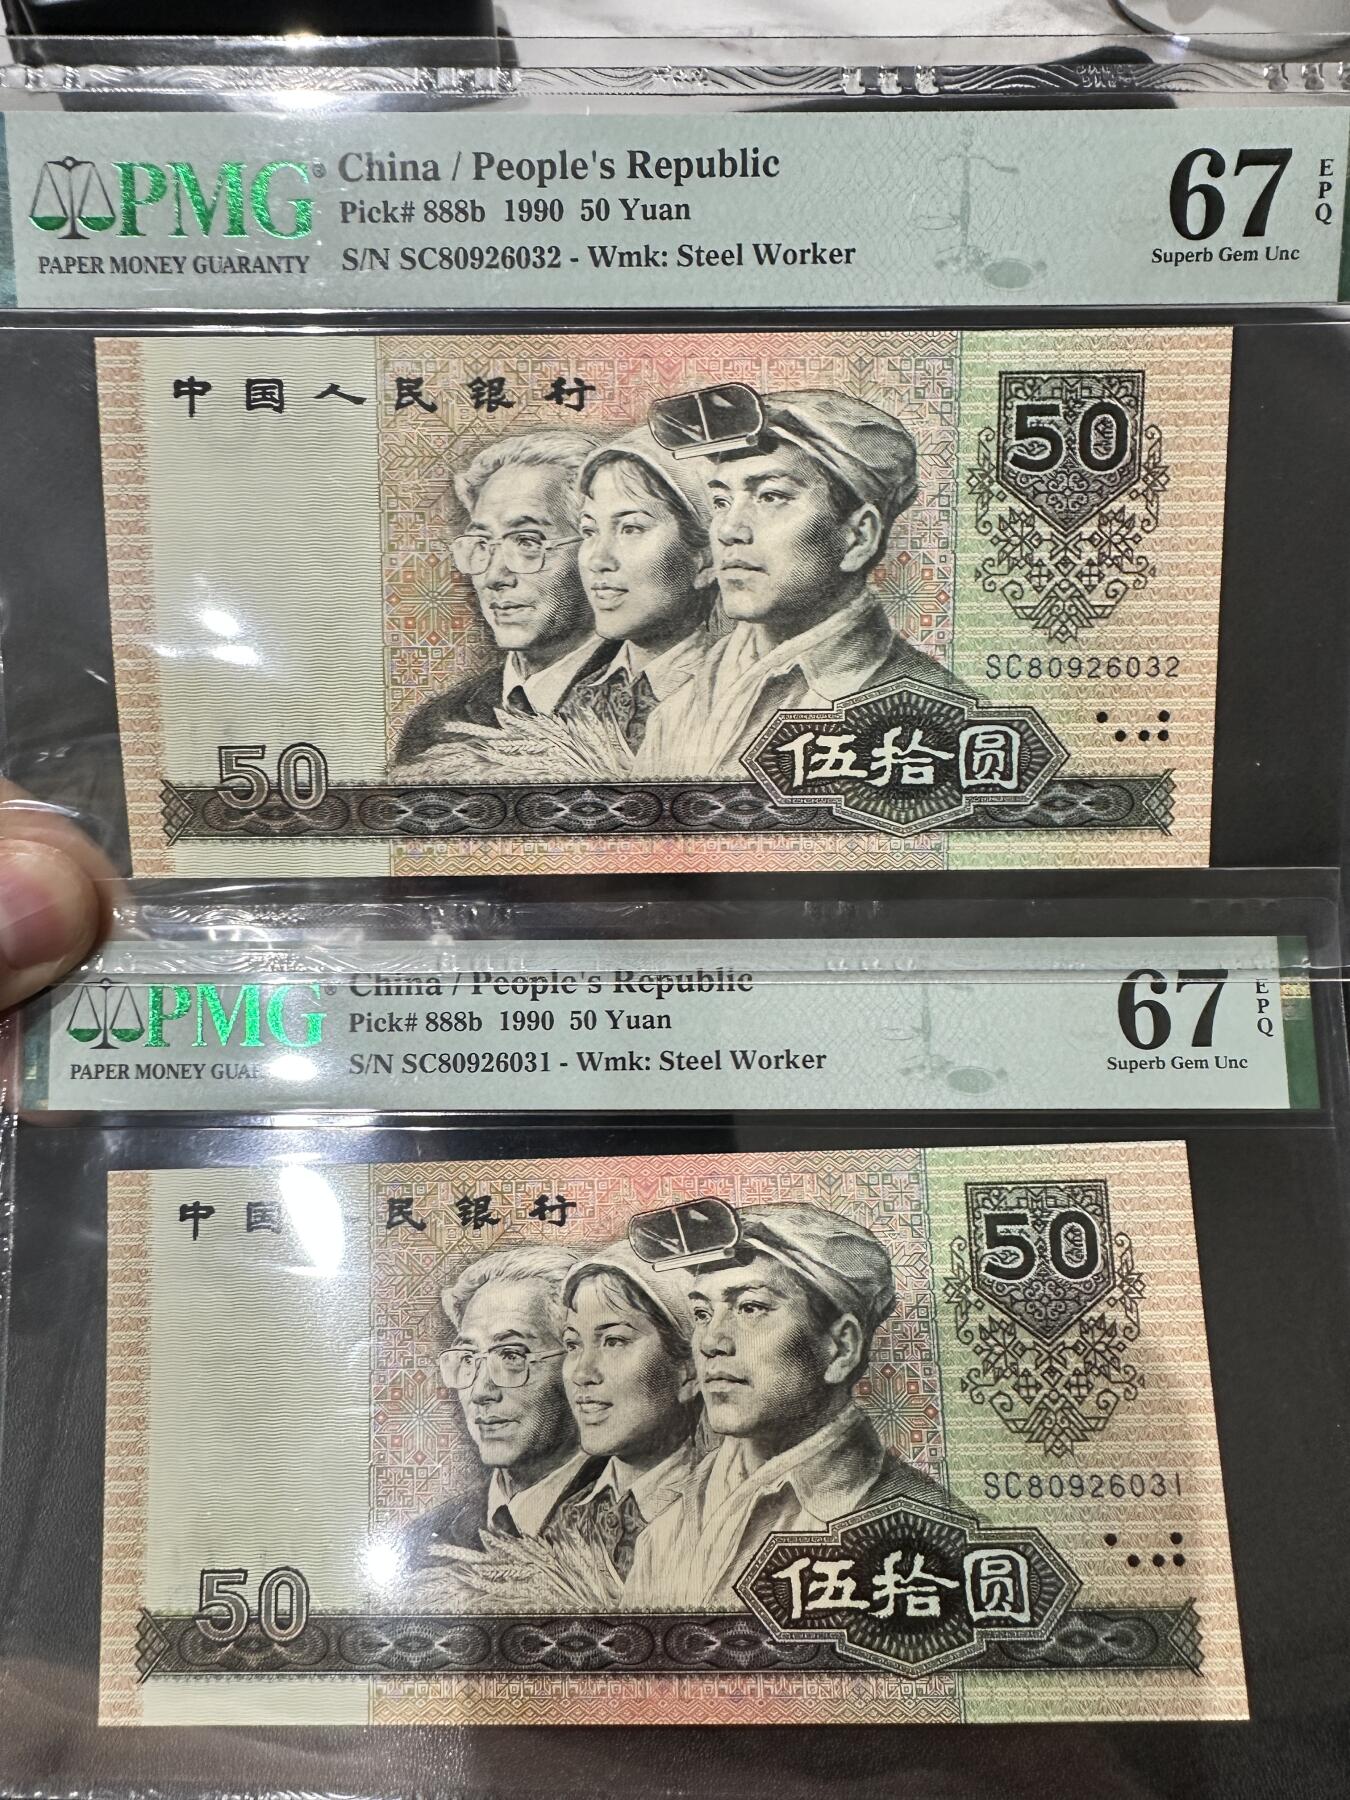 PMG®
PAPER MONEY GUARANTY
China / People's Republic
Pick# 888b 1990 50 Yuan
S/N SC80926032 - Wmk: Steel Worker
67
EPQ
Superb Gem Unc
中国人民银行
50
SC80926032
50
伍拾圆
PMG®
PAPER MONEY
China / People's Republic
Pick# 888b 1990 50 Yuan
S/N SC80926031 - Wmk: Steel Worker
67
EPQ
Superb Gem Unc
中国 民银行
50
SC80926031
50
伍拾圆